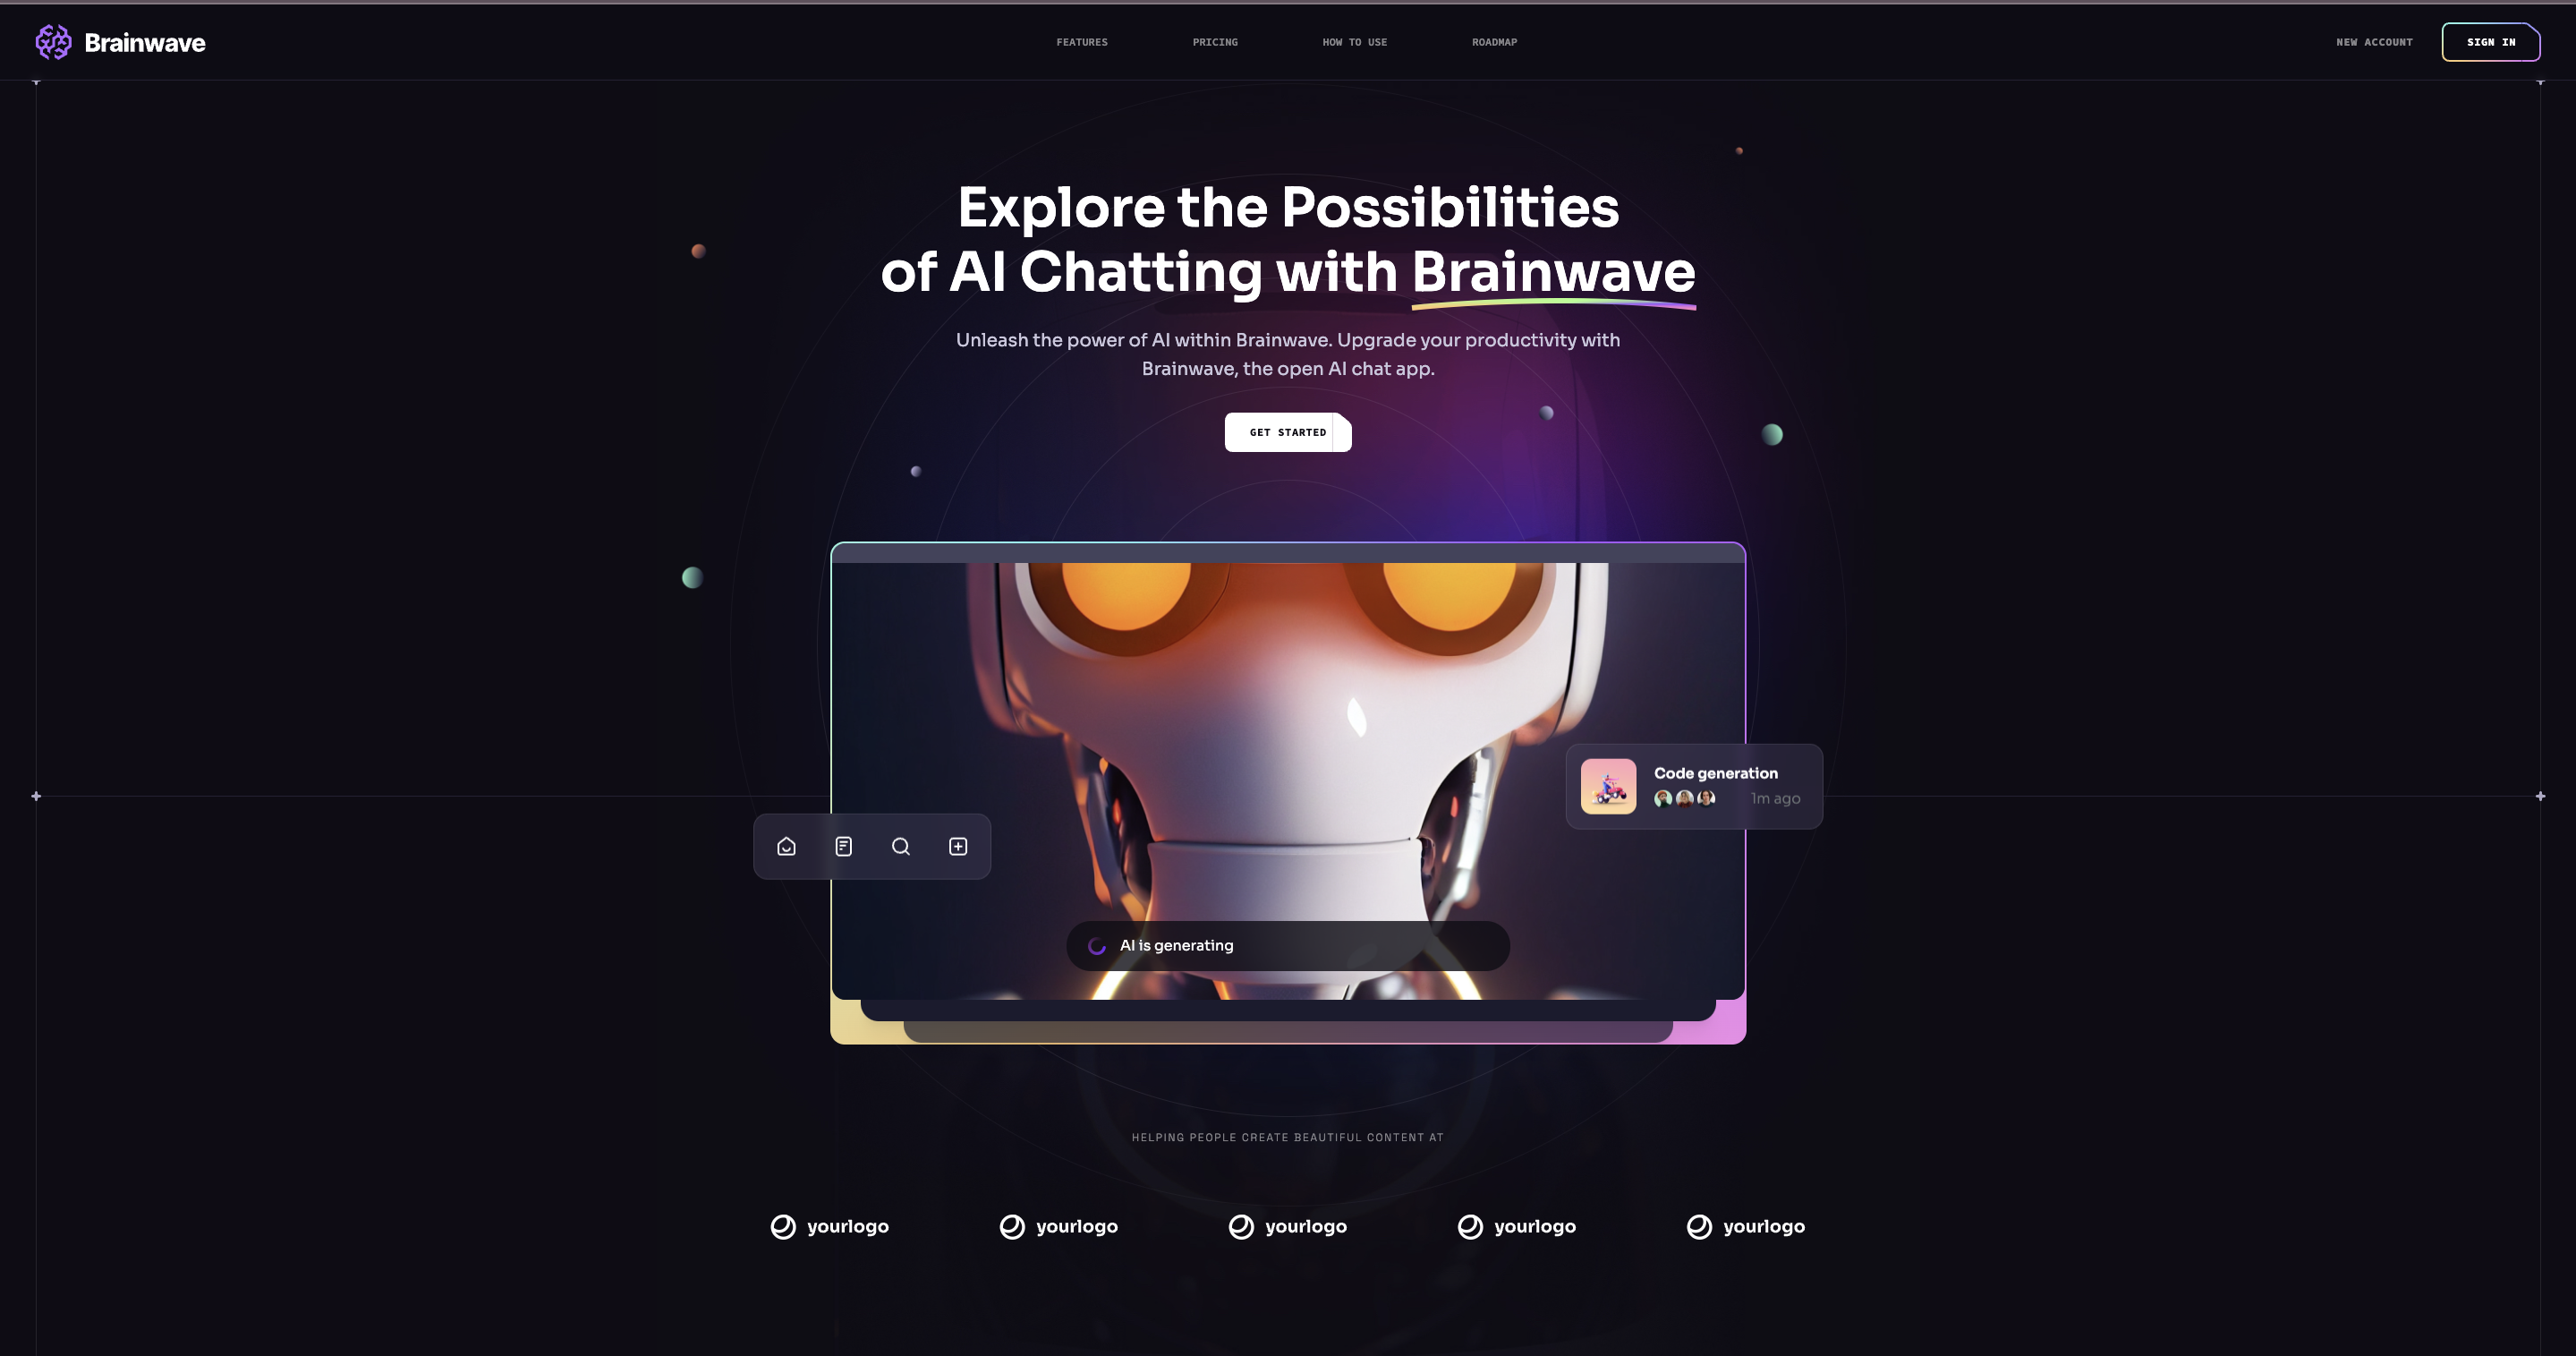 Brainwave
FEATURES
PRICING
HOW TO USE
ROADMAP
NEW ACCOUNT
SIGN IN
Explore the Possibilities
of AI Chatting with Brainwave
Unleash the power of AI within Brainwave. Upgrade your productivity with
Brainwave, the open AI chat app.
GET STARTED
Code generation
1m ago
AI is generating
HELPING PEOPLE CREATE BEAUTIFUL CONTENT AT
yourlogo
yourlogo
yourlogo
yourlogo
yourlogo